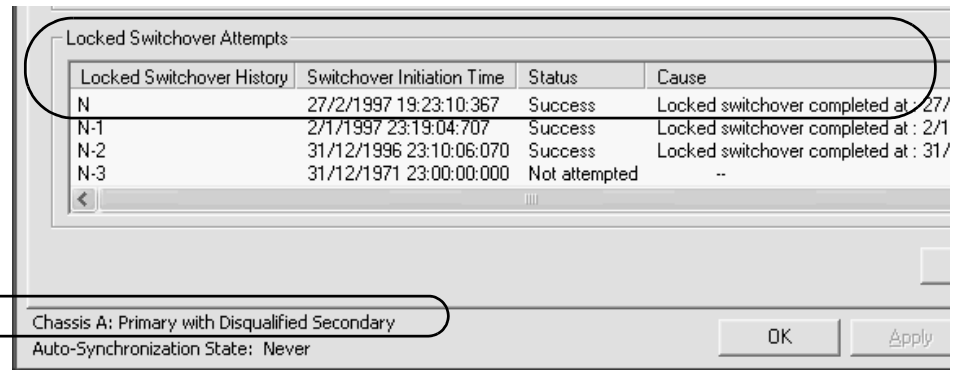 Locked Switchover Attempts
Locked Switchover History Switchover Initiation Time Status Cause
N 27/2/1997 19:23:10:367 Success Locked switchover completed at : 27/
N-1 2/1/1997 23:19:04:707 Success Locked switchover completed at : 2/1
N-2 31/12/1996 23:10:06:070 Success Locked switchover completed at : 31/
N-3 31/12/1971 23:00:00:000 Not attempted --
Chassis A: Primary with Disqualified Secondary
Auto-Synchronization State: Never
OK Apply